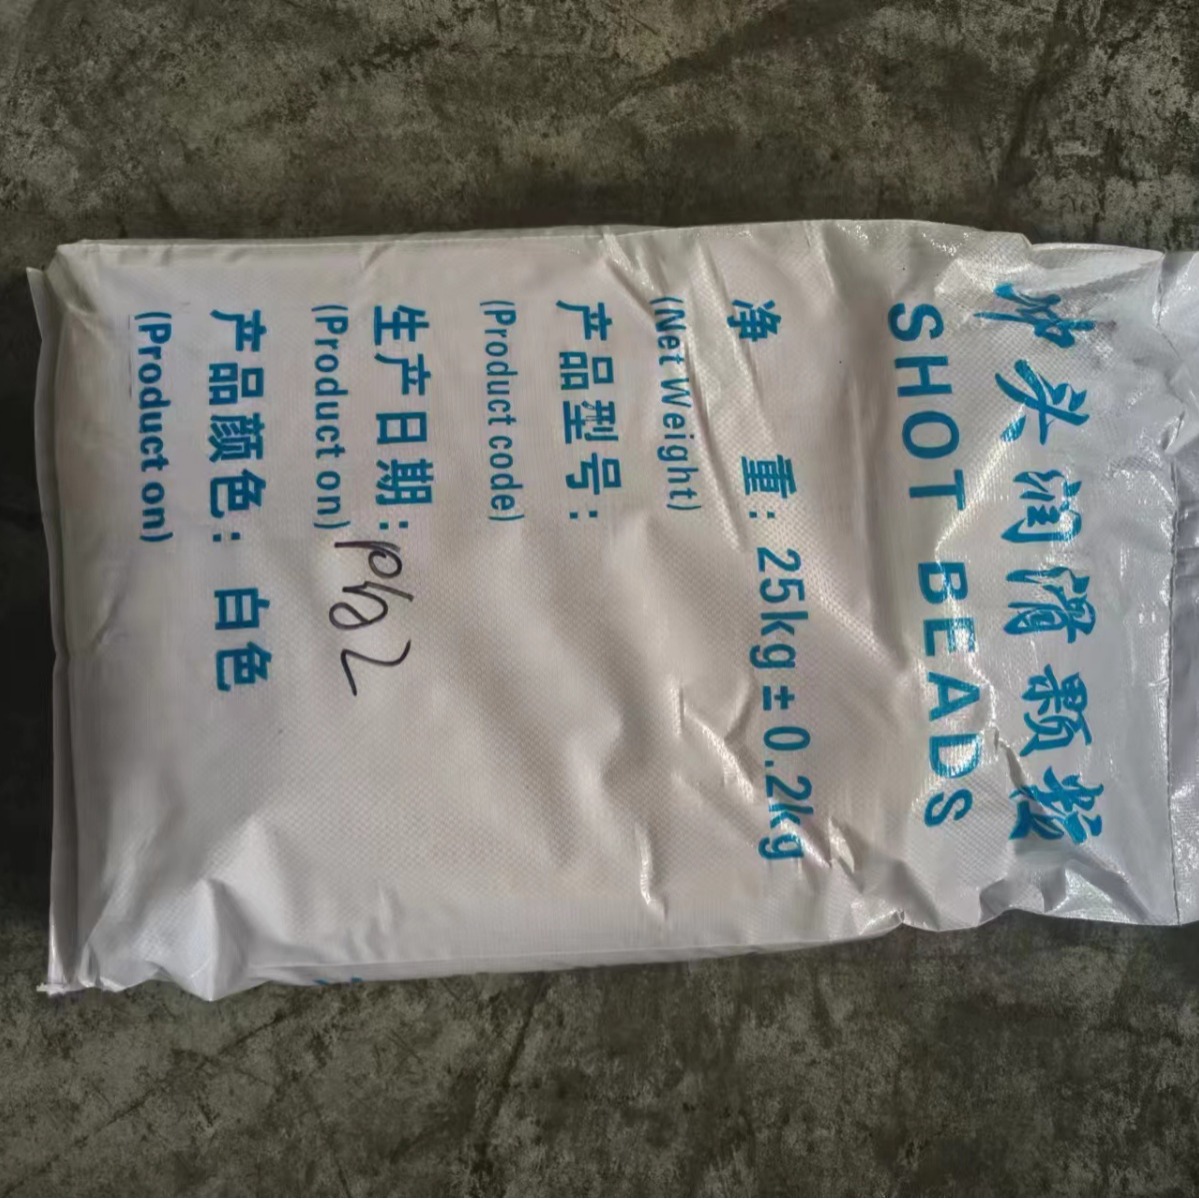 冲头润滑颗粒
SHOT BEADS
净 重: 25kg ± 0.2kg
(Net Weight)
产品型号:
(Product code)
生产日期:
(Product on)
产品颜色: 白色
(Product on)